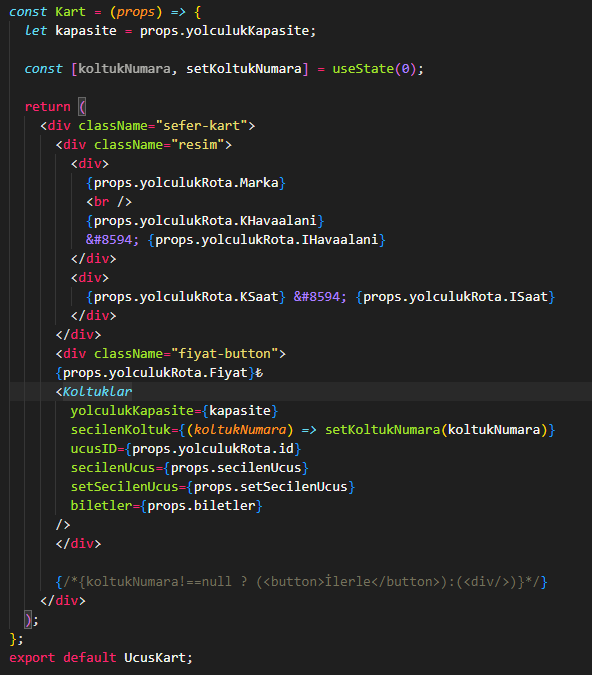 const Kart = (props) => {
  let kapasite = props.yolculukKapasite;

  const [koltukNumara, setKoltukNumara] = useState(0);

  return (
    <div className="sefer-kart">
      <div className="resim">
        <div>
          {props.yolculukRota.Marka}
          <br />
          {props.yolculukRota.KHavaalani}
          &#8594; {props.yolculukRota.IHavaalani}
        </div>
        <div>
          {props.yolculukRota.KSaat} &#8594; {props.yolculukRota.ISaat}
        </div>
      </div>
      <div className="fiyat-button">
      {props.yolculukRota.Fiyat}₺
      <Koltuklar
        yolculukKapasite={kapasite}
        secilenKoltuk={(koltukNumara) => setKoltukNumara(koltukNumara)}
        ucusID={props.yolculukRota.id}
        secilenUcus={props.secilenUcus}
        setSecilenUcus={props.setSecilenUcus}
        biletler={props.biletler}
      />
      </div>

      {/*{koltukNumara!==null ? (<button>İlerle</button>):(<div/>)}*/}
    </div>
  );
};
export default UcusKart;